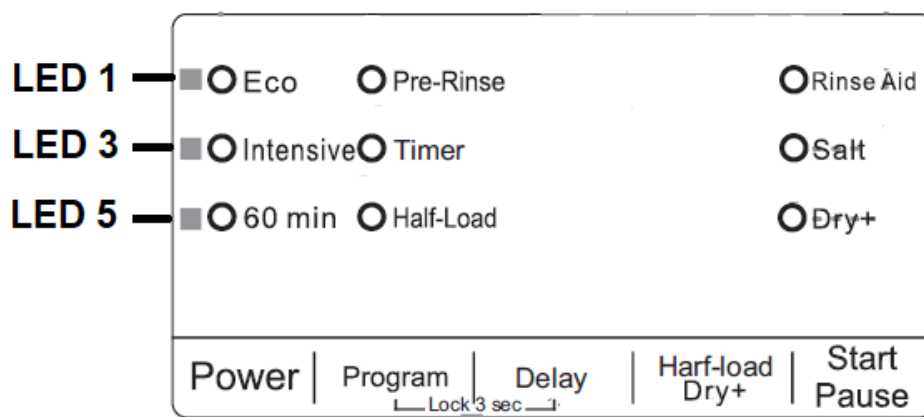 LED 1 Eco Pre-Rinse Rinse Aid
LED 3 Intensive Timer Salt
LED 5 60 min Half-Load Dry+
Power Program Delay Harf-load Dry+ Start Pause
Lock 3 sec